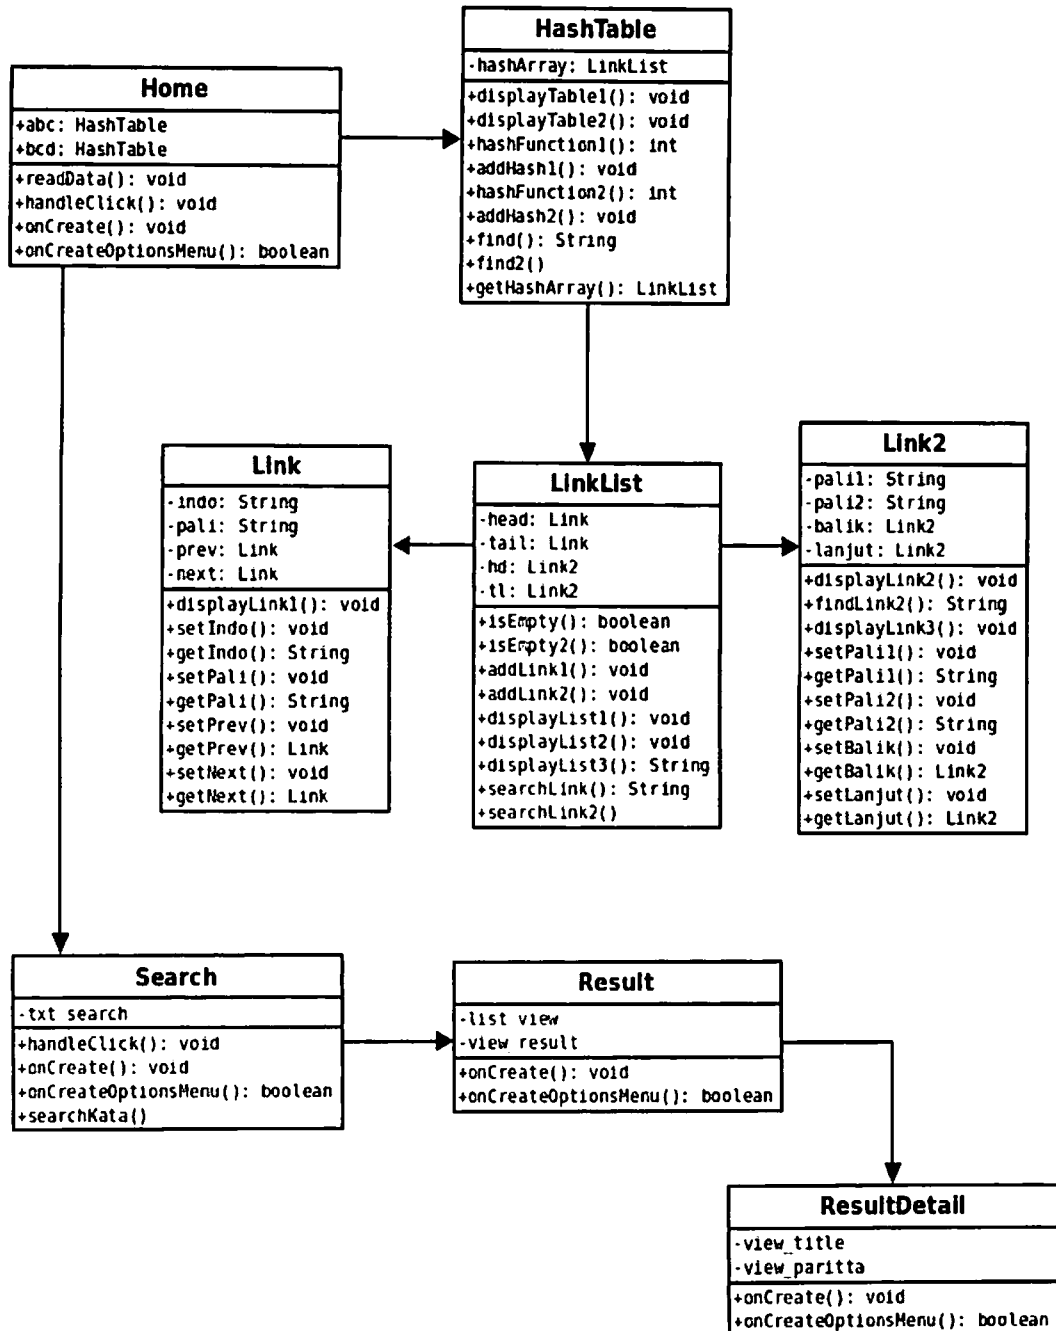 HashTable
-hashArray: LinkList
+displayTable1(): void
+displayTable2(): void
+hashFunction1(): int
+addHash1(): void
+hashFunction2(): int
+addHash2(): void
+find(): String
+find2()
+getHashArray(): LinkList
Home
+abc: HashTable
+bcd: HashTable
+readData(): void
+handleClick(): void
+onCreate(): void
+onCreateOptionsMenu(): boolean
Link
-indo: String
-pali: String
-prev: Link
-next: Link
+displayLink1(): void
+setIndo(): void
+getIndo(): String
+setPali(): void
+getPali(): String
+setPrev(): void
+getPrev(): Link
+setNext(): void
+getNext(): Link
LinkList
-head: Link
-tail: Link
-hd: Link2
-tl: Link2
+isEmpty(): boolean
+isEmpty2(): boolean
+addLink1(): void
+addLink2(): void
+displayList1(): void
+displayList2(): void
+displayList3(): String
+searchLink(): String
+searchLink2()
Link2
-pali1: String
-pali2: String
-balik: Link2
-lanjut: Link2
+displayLink2(): void
+findLink2(): String
+displayLink3(): void
+setPali1(): void
+getPali1(): String
+setPali2(): void
+getPali2(): String
+setBalik(): void
+getBalik(): Link2
+setLanjut(): void
+getLanjut(): Link2
Search
-txt search
+handleClick(): void
+onCreate(): void
+onCreateOptionsMenu(): boolean
+searchKata()
Result
-list view
-view result
+onCreate(): void
+onCreateOptionsMenu(): boolean
ResultDetail
-view_title
-view_paritta
+onCreate(): void
+onCreateOptionsMenu(): boolean